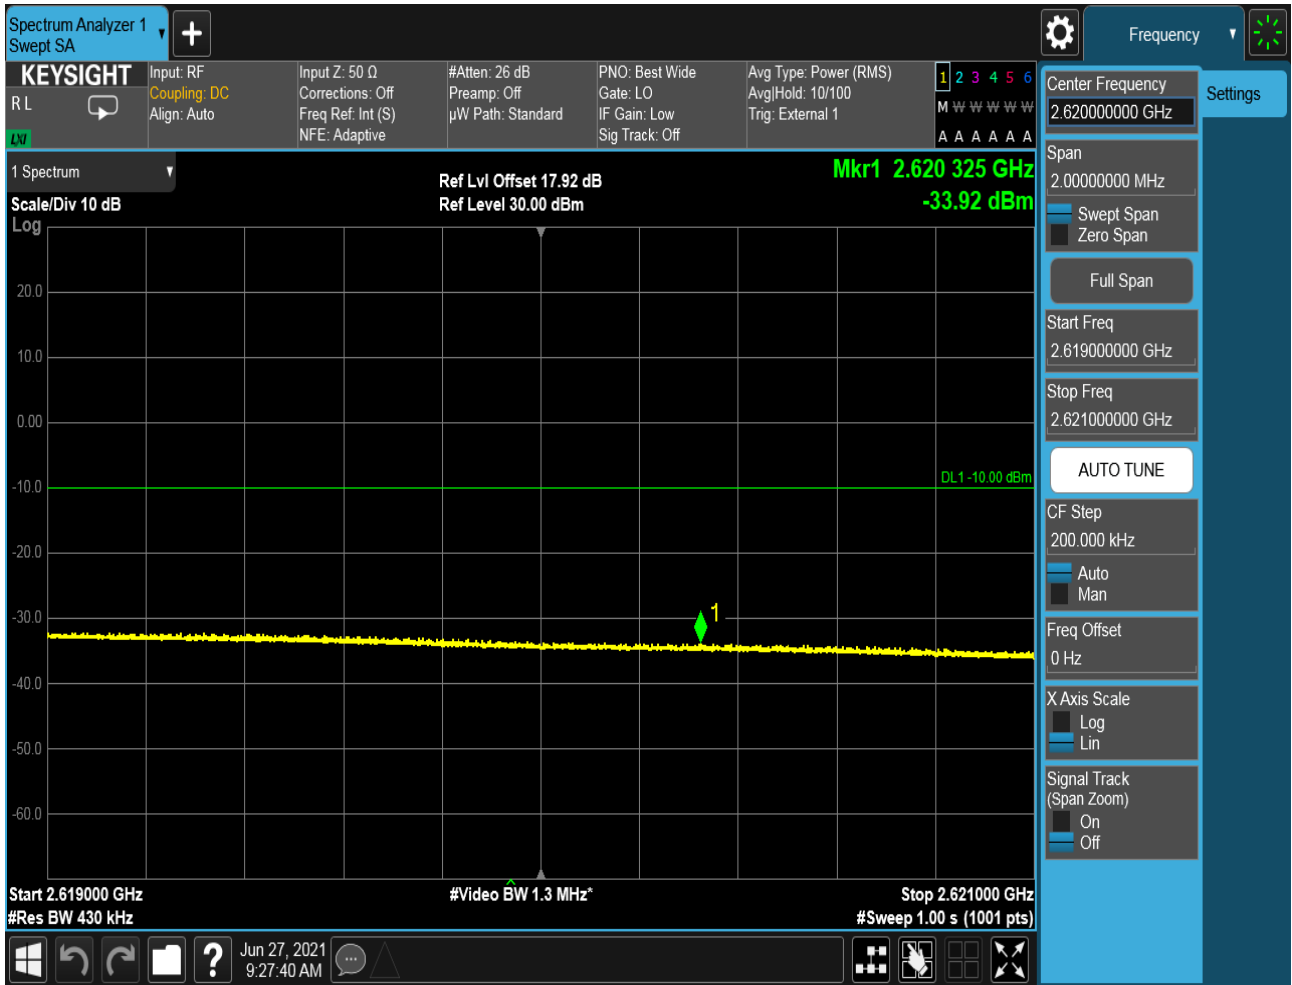 Spectrum Analyzer 1
Swept SA
Frequency
KEYSIGHT
R L
LXI
Input: RF
Coupling: DC
Align: Auto
Input Z: 50 Ω
Corrections: Off
Freq Ref: Int (S)
NFE: Adaptive
#Atten: 26 dB
Preamp: Off
µW Path: Standard
PNO: Best Wide
Gate: LO
IF Gain: Low
Sig Track: Off
Avg Type: Power (RMS)
Avg|Hold: 10/100
Trig: External 1
1 2 3 4 5 6
M W W W W W
A A A A A A
1 Spectrum
Scale/Div 10 dB
Log
Ref Lvl Offset 17.92 dB
Ref Level 30.00 dBm
Mkr1 2.620 325 GHz
-33.92 dBm
20.0
10.0
0.00
-10.0
-20.0
-30.0
-40.0
-50.0
-60.0
DL1 -10.00 dBm
1
Start 2.619000 GHz
#Res BW 430 kHz
#Video BW 1.3 MHz*
Stop 2.621000 GHz
#Sweep 1.00 s (1001 pts)
Jun 27, 2021
9:27:40 AM
?
Center Frequency
2.620000000 GHz
Settings
Span
2.00000000 MHz
Swept Span
Zero Span
Full Span
Start Freq
2.619000000 GHz
Stop Freq
2.621000000 GHz
AUTO TUNE
CF Step
200.000 kHz
Auto
Man
Freq Offset
0 Hz
X Axis Scale
Log
Lin
Signal Track
(Span Zoom)
On
Off